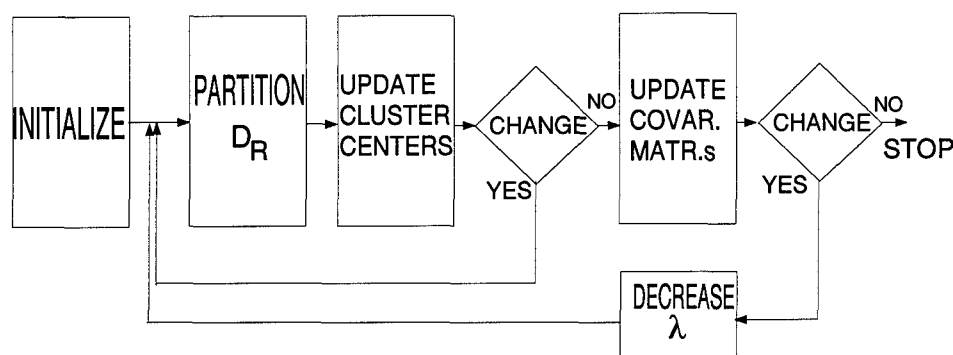 INITIALIZE
PARTITION
D_R
UPDATE
CLUSTER
CENTERS
CHANGE
NO
YES
UPDATE
COVAR.
MATR.s
CHANGE
NO
STOP
YES
DECREASE
λ